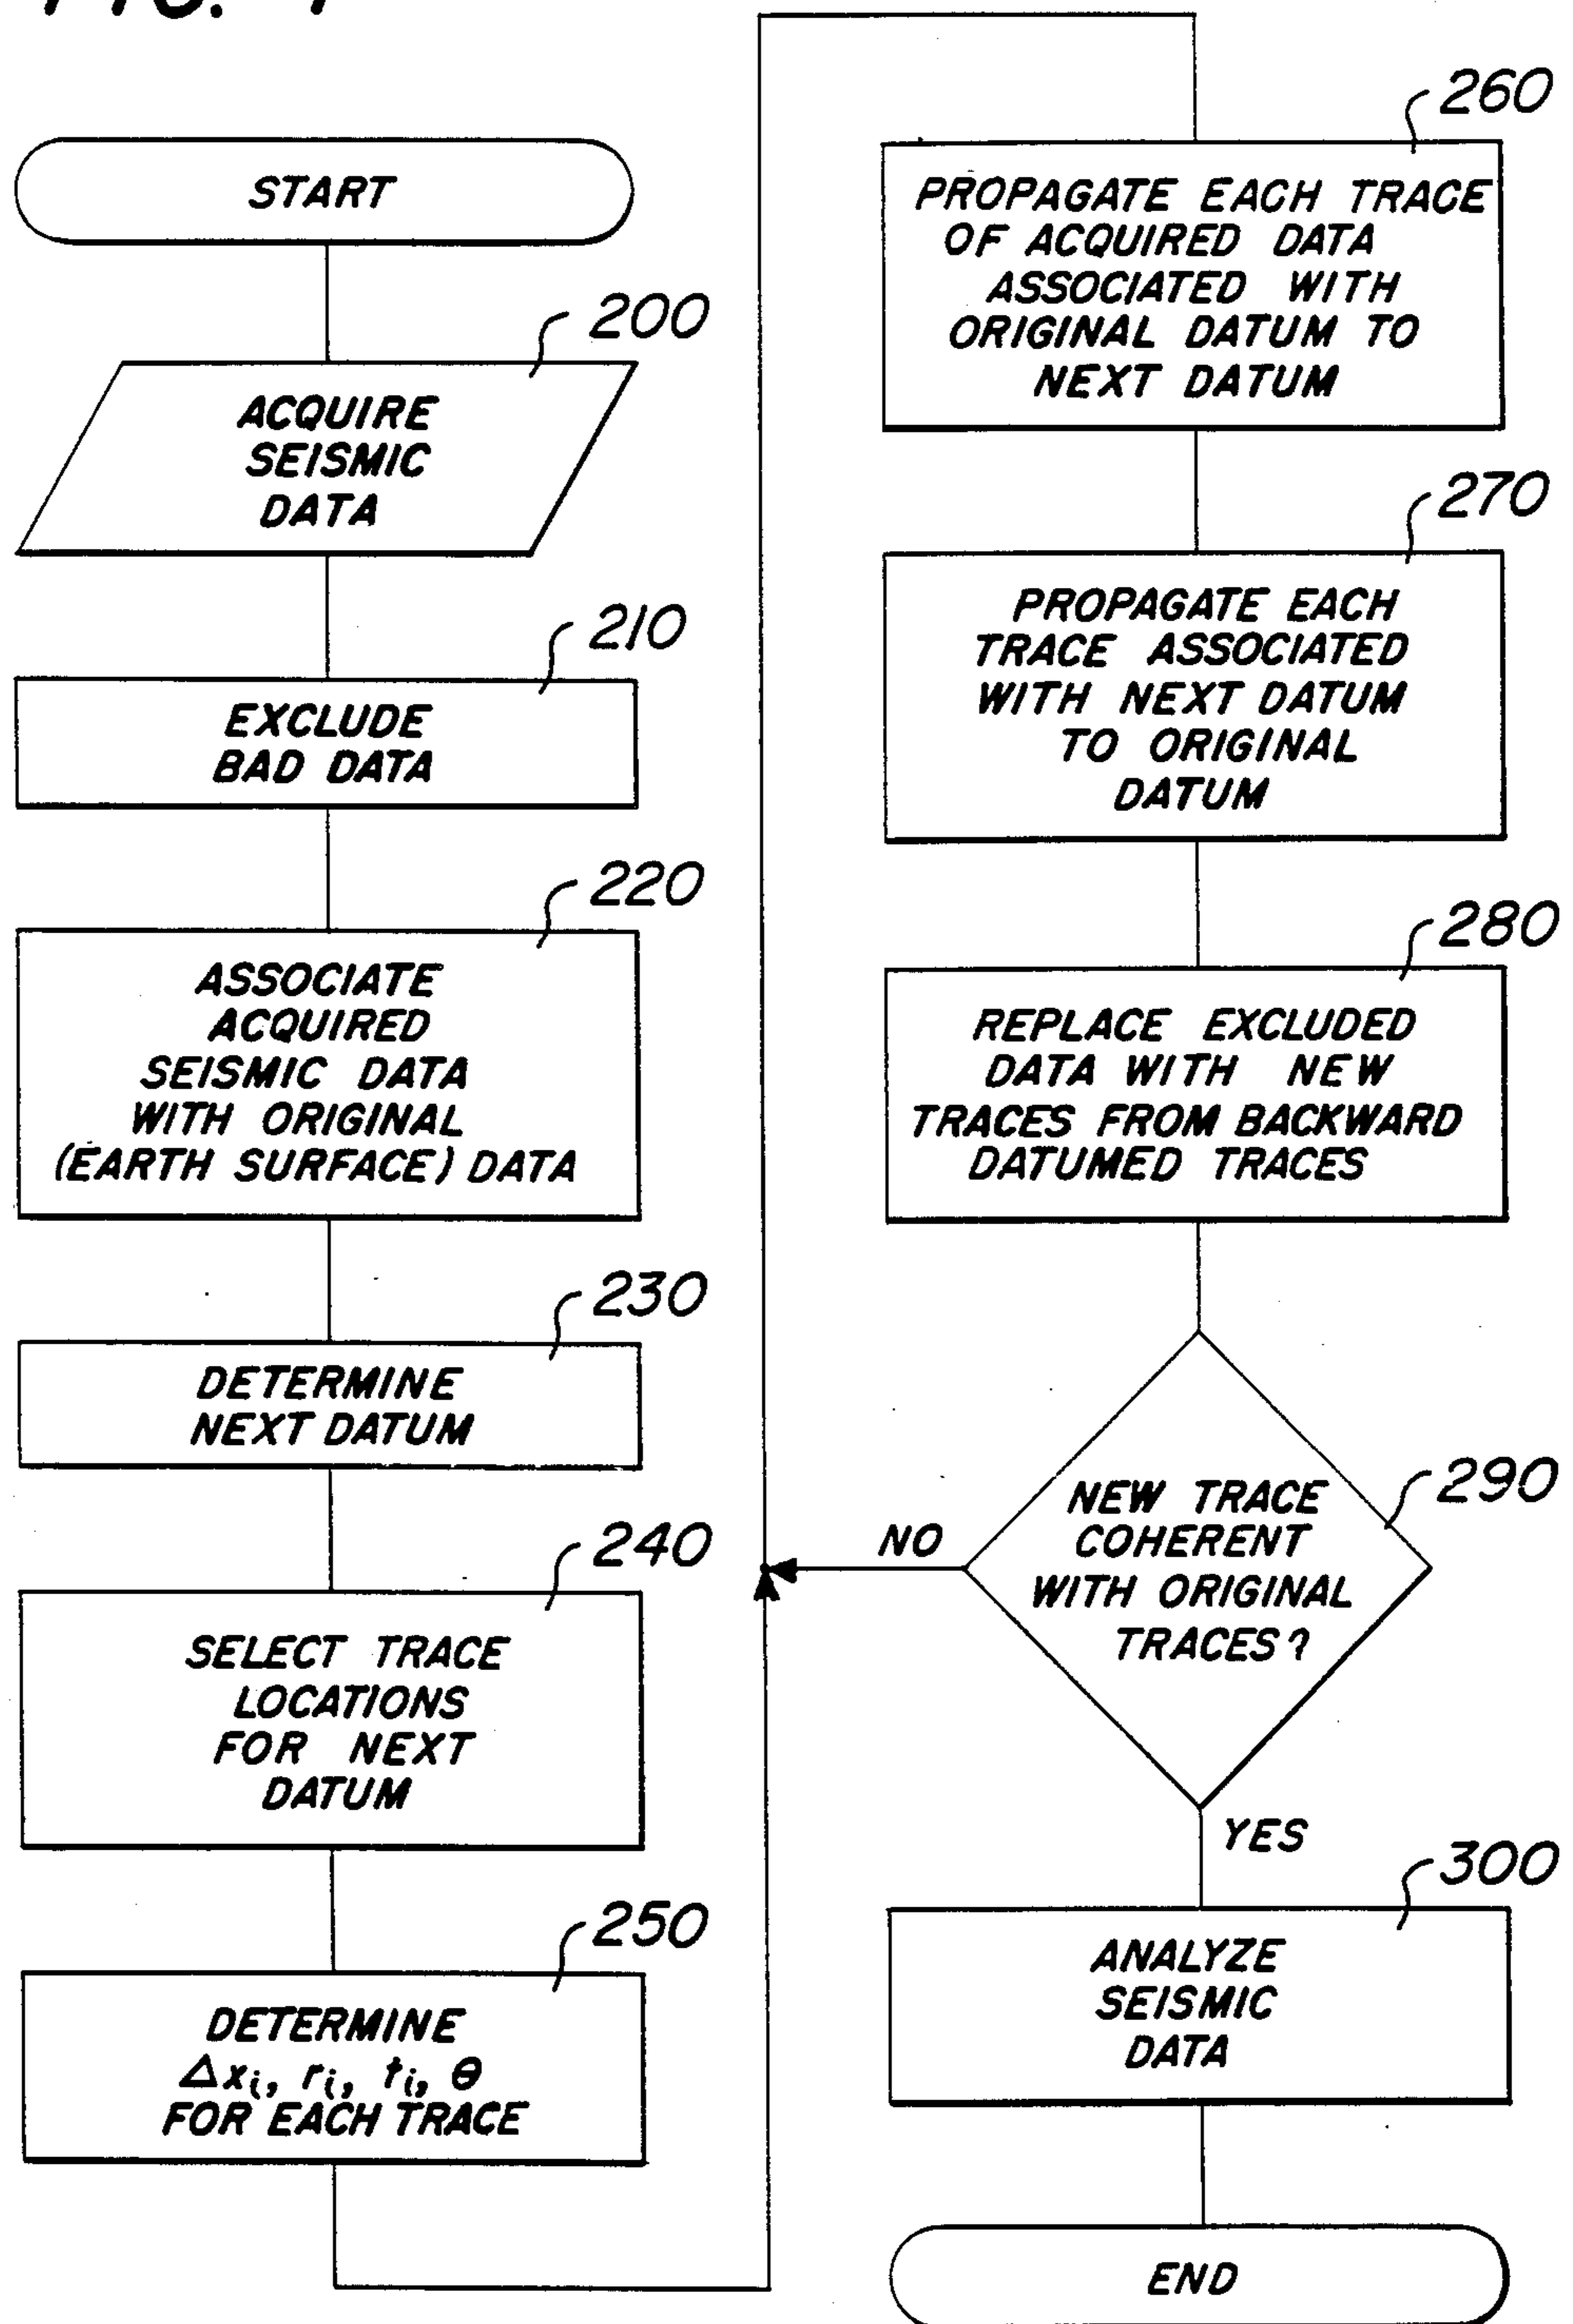 START
200
ACQUIRE
SEISMIC
DATA
210
EXCLUDE
BAD DATA
220
ASSOCIATE
ACQUIRED
SEISMIC DATA
WITH ORIGINAL
(EARTH SURFACE) DATA
230
DETERMINE
NEXT DATUM
240
SELECT TRACE
LOCATIONS
FOR NEXT
DATUM
250
DETERMINE
Δxi, ri, ti, θ
FOR EACH TRACE
260
PROPAGATE EACH TRACE
OF ACQUIRED DATA
ASSOCIATED WITH
ORIGINAL DATUM TO
NEXT DATUM
270
PROPAGATE EACH
TRACE ASSOCIATED
WITH NEXT DATUM
TO ORIGINAL
DATUM
280
REPLACE EXCLUDED
DATA WITH NEW
TRACES FROM BACKWARD
DATUMED TRACES
290
NEW TRACE
COHERENT
WITH ORIGINAL
TRACES?
NO
YES
300
ANALYZE
SEISMIC
DATA
END